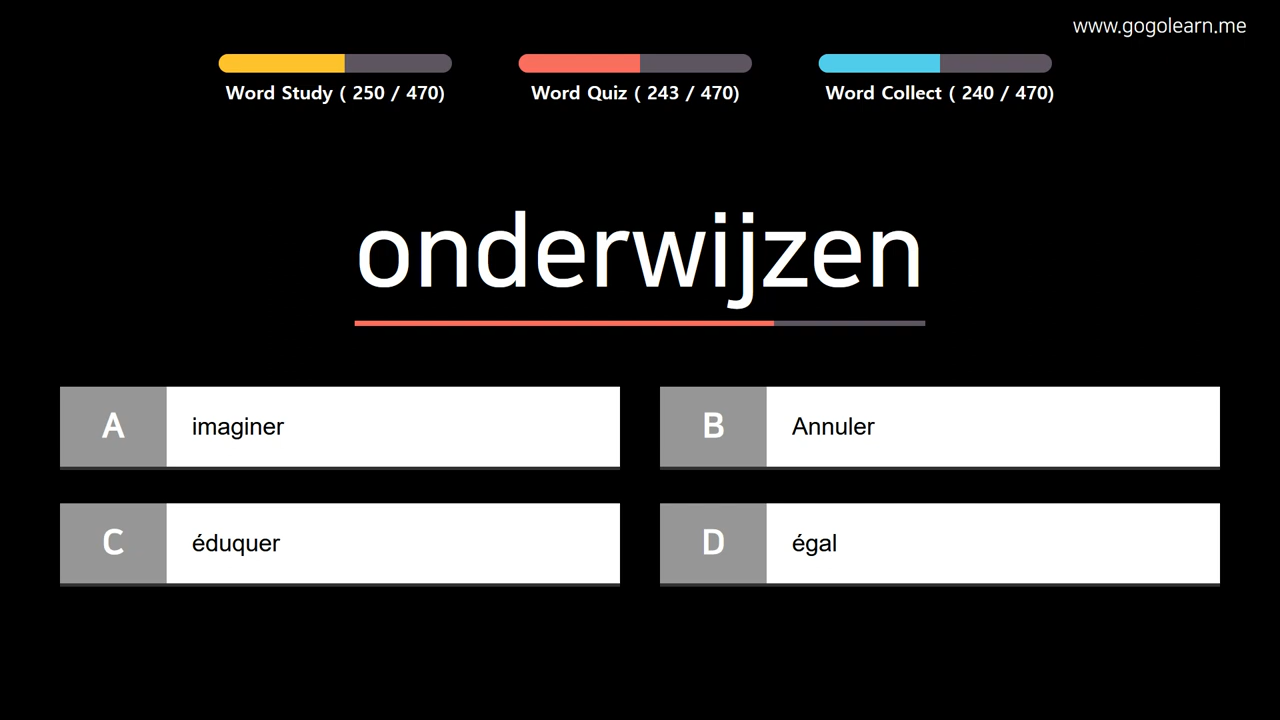 www.gogolearn.me
Word Study ( 250 / 470)
Word Quiz ( 243 / 470)
Word Collect ( 240 / 470)
onderwijzen
A imaginer
B Annuler
C éduquer
D égal